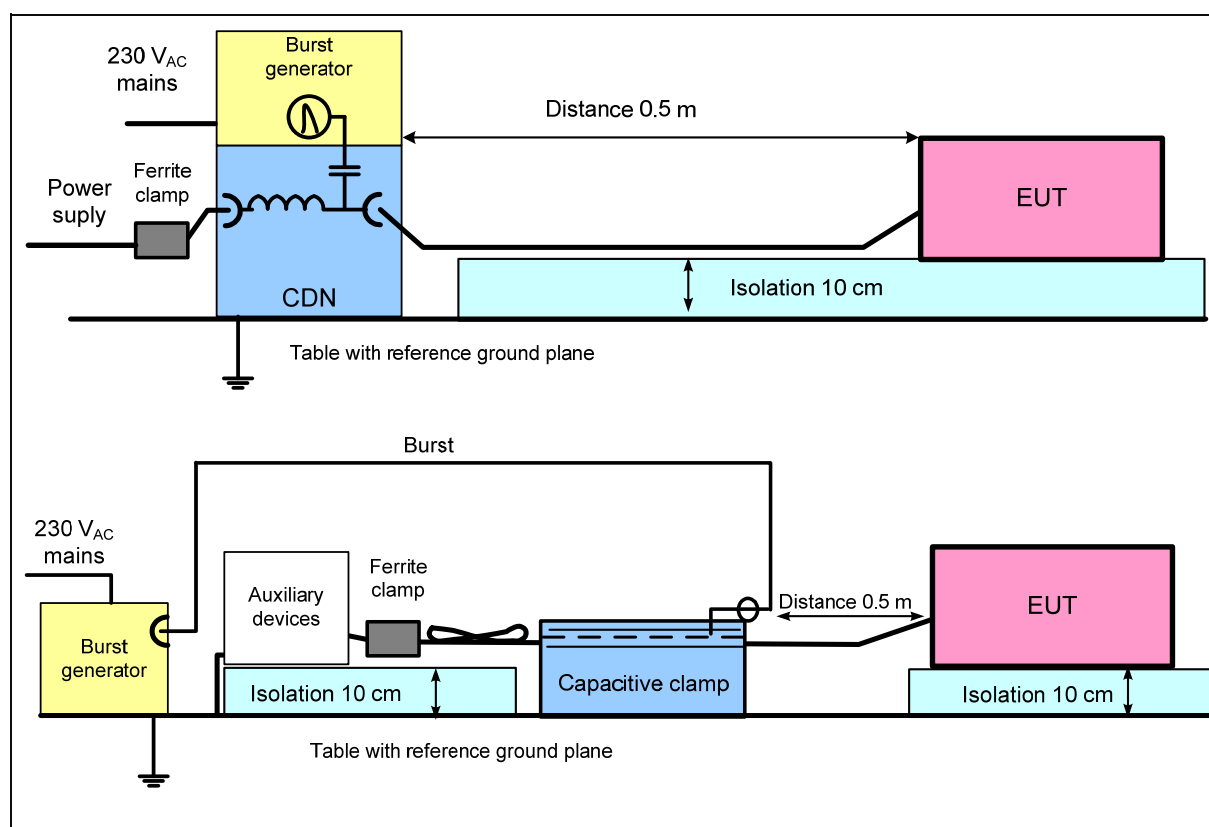 230 VAC
mains
Burst
generator
Distance 0.5 m
Ferrite
clamp
Power
suply
EUT
Isolation 10 cm
CDN
Table with reference ground plane
Burst
230 VAC
mains
Ferrite
clamp
Auxiliary
devices
Distance 0.5 m
EUT
Burst
generator
Isolation 10 cm
Capacitive clamp
Isolation 10 cm
Table with reference ground plane